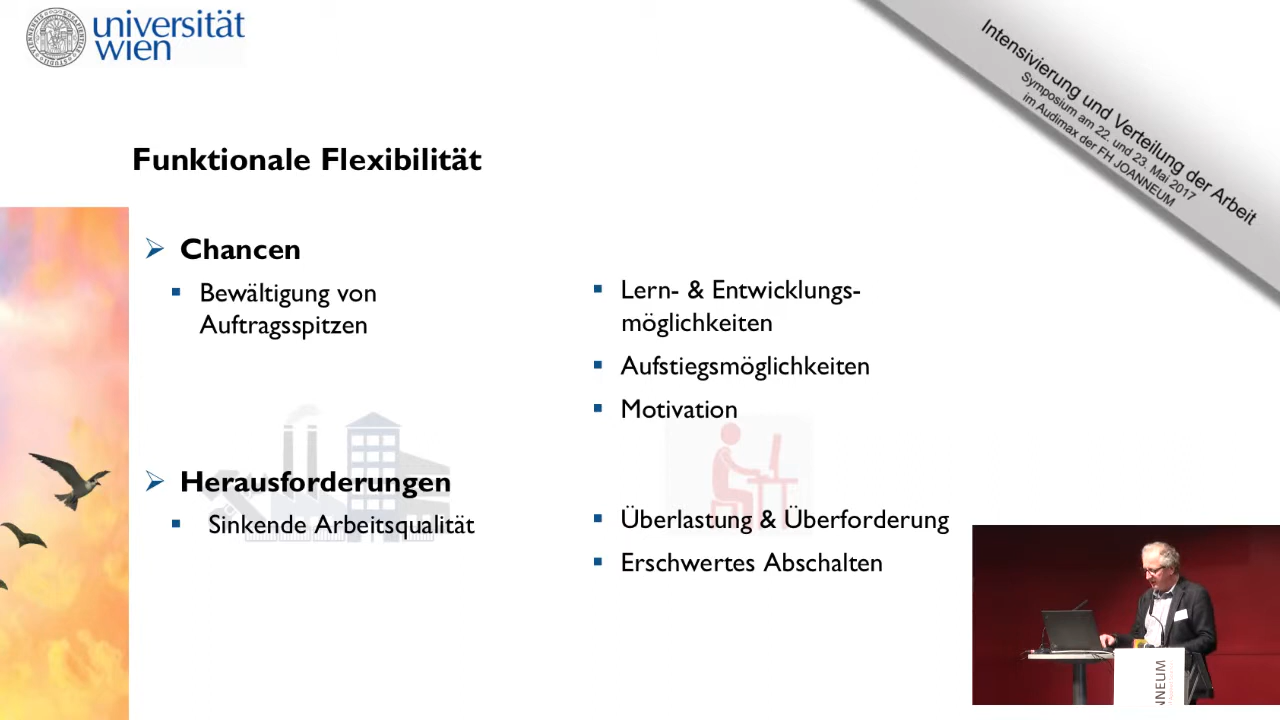 universität
wien
Intensivierung und Verteilung der Arbeit
Symposium am 22. und 23. Mai 2017
im Audimax der FH JOANNEUM
Funktionale Flexibilität
Chancen
Bewältigung von
Auftragsspitzen
Lern- & Entwicklungs-
möglichkeiten
Aufstiegsmöglichkeiten
Motivation
Herausforderungen
Sinkende Arbeitsqualität
Überlastung & Überforderung
Erschwertes Abschalten
NNEUM